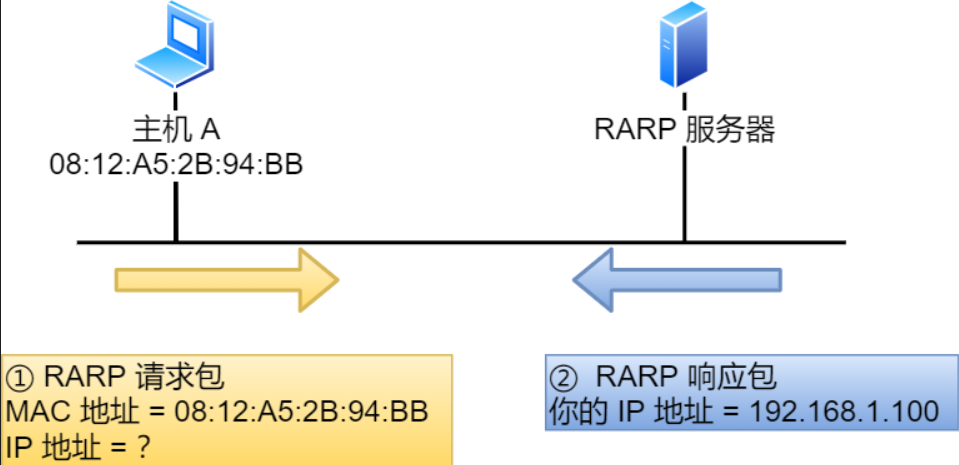 主机 A
08:12:A5:2B:94:BB
RARP 服务器
① RARP 请求包
MAC 地址 = 08:12:A5:2B:94:BB
IP 地址 = ？
② RARP 响应包
你的 IP 地址 = 192.168.1.100